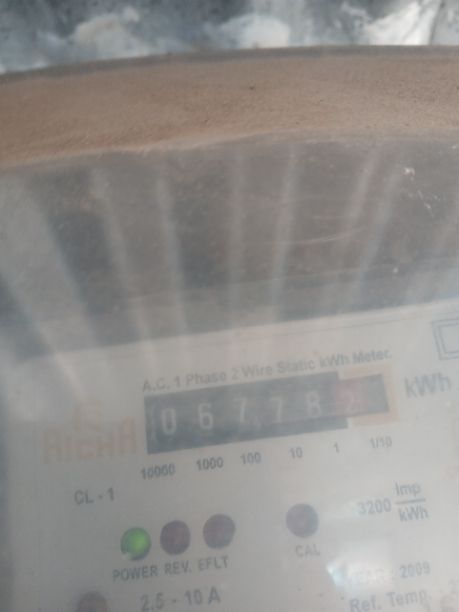 A.C. 1 Phase 2 Wire Static kWh Meter
0 6 7 7 8
kWh
10000 1000 100 10 1 1/10
CL - 1
3200 Imp/kWh
POWER REV. EFLT
CAL
YEAR : 2009
2.5 - 10 A
Ref. Temp.